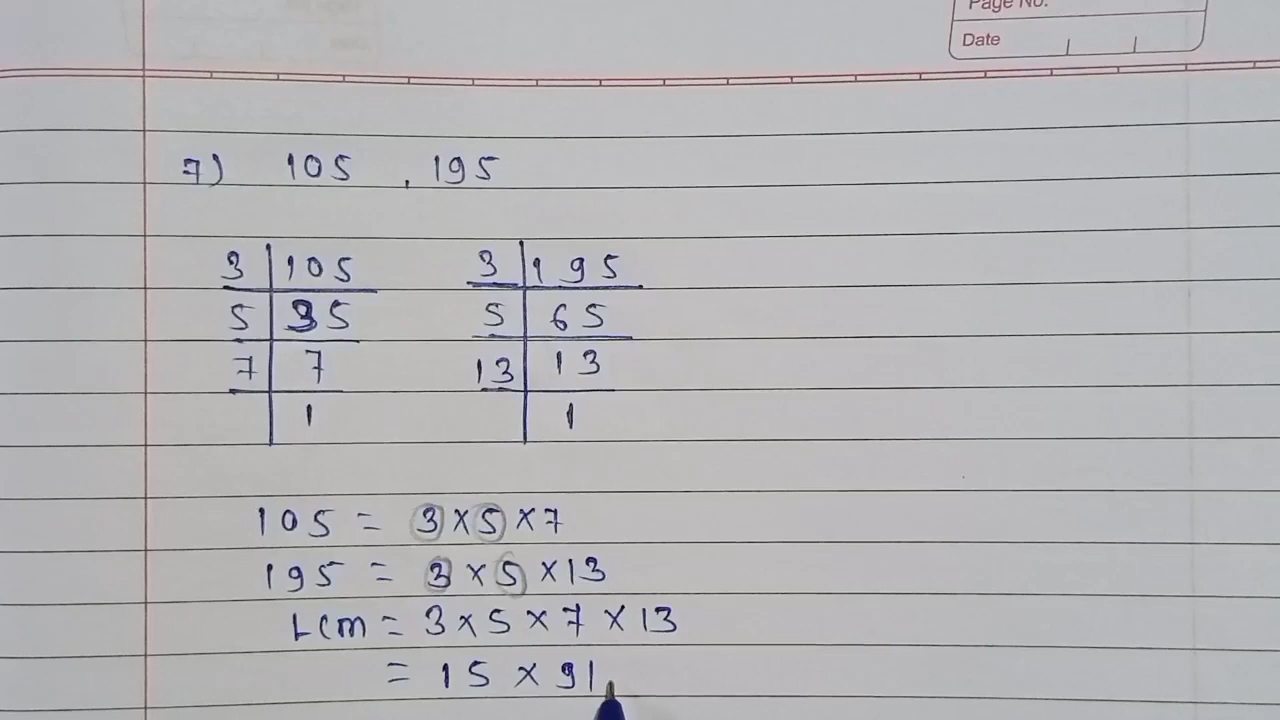 Page No.
Date
7) 105 , 195
3 | 105   3 | 195
5 | 35   5 | 65
7 | 7   13 | 13
1   1
105 = 3 × 5 × 7
195 = 3 × 5 × 13
LCM = 3 × 5 × 7 × 13
= 15 × 91